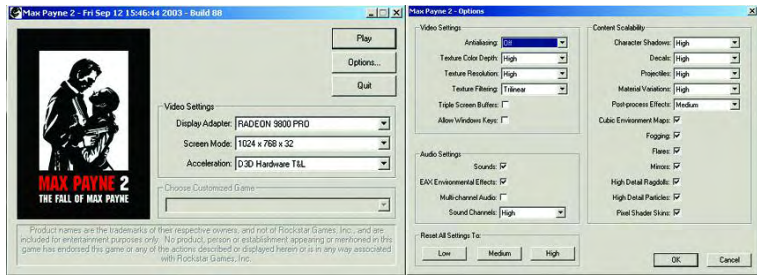 Max Payne 2 - Fri Sep 12 15:46:44 2003 - Build 88
Play
Options...
Quit
Video Settings
Display Adapter: RADEON 9800 PRO
Screen Mode: 1024 x 768 x 32
Acceleration: D3D Hardware T&L
Choose Customized Game
MAX PAYNE 2
THE FALL OF MAX PAYNE
Product names are the trademarks of their respective owners, and not of Rockstar Games, Inc., and are
included for entertainment purposes only. No product, person or establishment appearing or mentioned in this
game has endorsed this game or any of the actions described or displayed herein or is in any way associated
with Rockstar Games, Inc.
Max Payne 2 - Options
Video Settings
Antialiasing: Off
Texture Color Depth: High
Texture Resolution: High
Texture Filtering: Trilinear
Triple Screen Buffers:
Allow Windows Keys:
Audio Settings
Sounds:
EAX Environmental Effects:
Multi-channel Audio:
Sound Channels: High
Reset All Settings To:
Low
Medium
High
Content Scalability
Character Shadows: High
Decals: High
Projectiles: High
Material Variations: High
Post-process Effects: Medium
Cubic Environment Maps:
Fogging:
Flares:
Mirrors:
High Detail Ragdolls:
High Detail Particles:
Pixel Shader Skins:
OK
Cancel